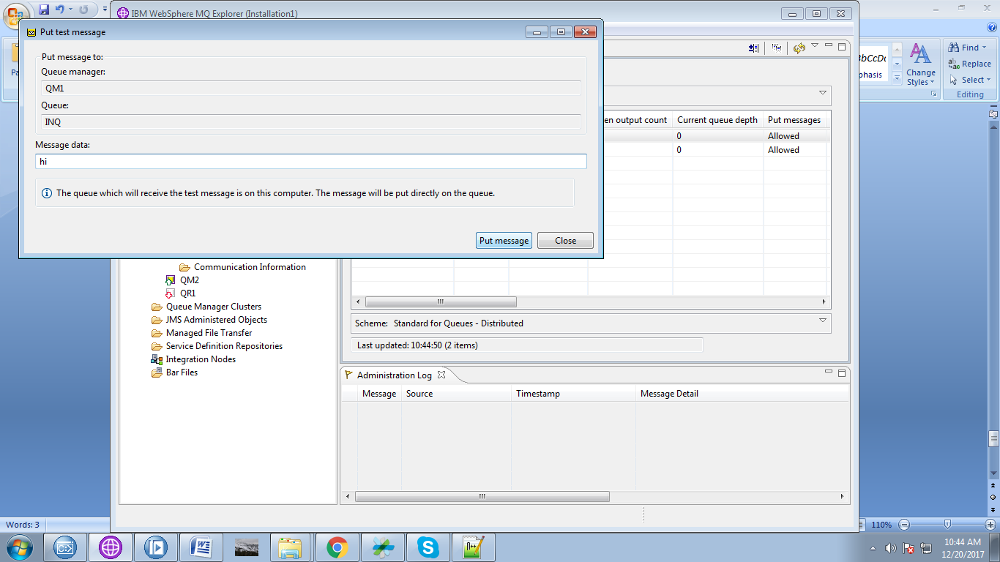 IBM WebSphere MQ Explorer (Installation1)
Put test message
Put message to:
Queue manager:
QM1
Queue:
INQ
Message data:
hi
The queue which will receive the test message is on this computer. The message will be put directly on the queue.
Put message
Close
output count
Current queue depth
Put messages
0
Allowed
0
Allowed
Find
Replace
Select
Editing
Change
Styles
Communication Information
QM2
QR1
Queue Manager Clusters
JMS Administered Objects
Managed File Transfer
Service Definition Repositories
Integration Nodes
Bar Files
Scheme: Standard for Queues - Distributed
Last updated: 10:44:50 (2 items)
Administration Log
Message
Source
Timestamp
Message Detail
Words: 3
110%
10:44 AM
12/20/2017